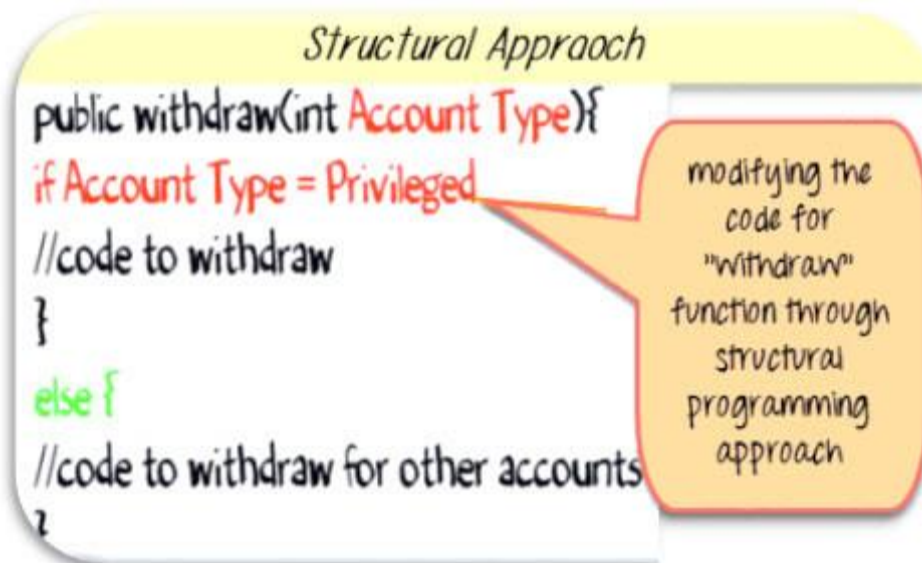 Structural Appraoch
public withdraw(int Account Type){
if Account Type = Privileged
//code to withdraw
}
else {
//code to withdraw for other accounts
}
modifying the
code for
"withdraw"
function through
structural
programming
approach